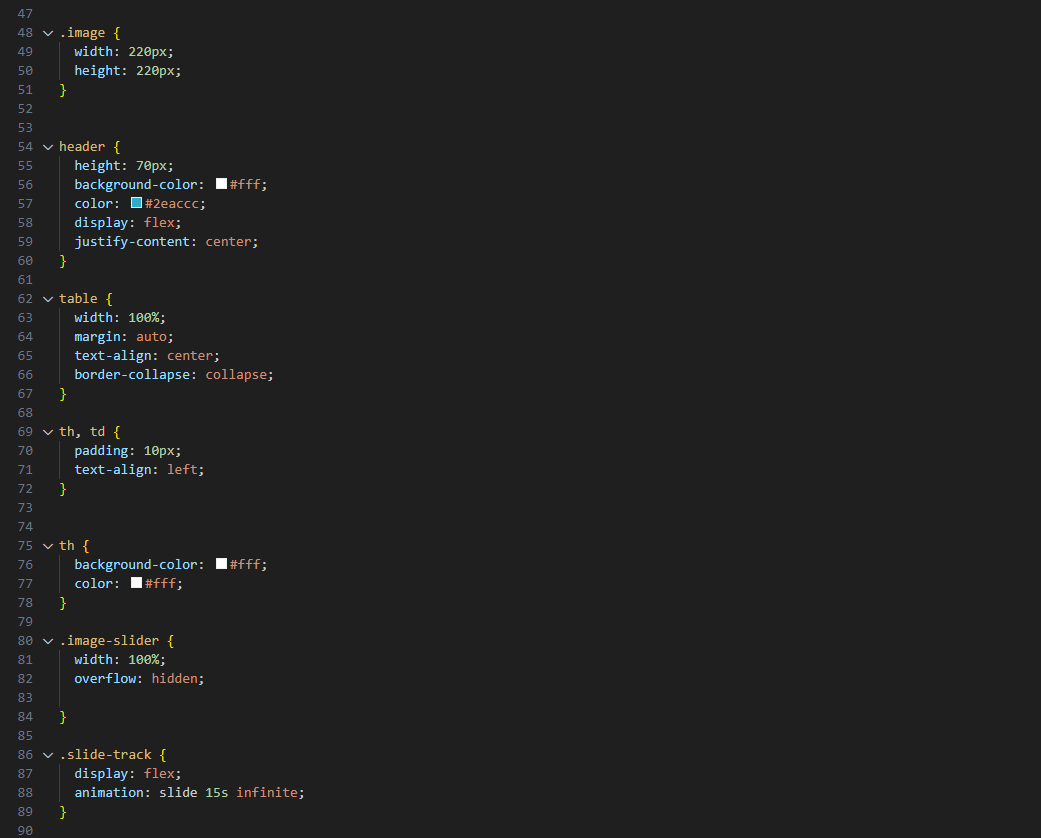 47
48 .image {
49 width: 220px;
50 height: 220px;
51 }
52
53
54 header {
55 height: 70px;
56 background-color: #fff;
57 color: #2eaccc;
58 display: flex;
59 justify-content: center;
60 }
61
62 table {
63 width: 100%;
64 margin: auto;
65 text-align: center;
66 border-collapse: collapse;
67 }
68
69 th, td {
70 padding: 10px;
71 text-align: left;
72 }
73
74
75 th {
76 background-color: #fff;
77 color: #fff;
78 }
79
80 .image-slider {
81 width: 100%;
82 overflow: hidden;
83
84 }
85
86 .slide-track {
87 display: flex;
88 animation: slide 15s infinite;
89 }
90